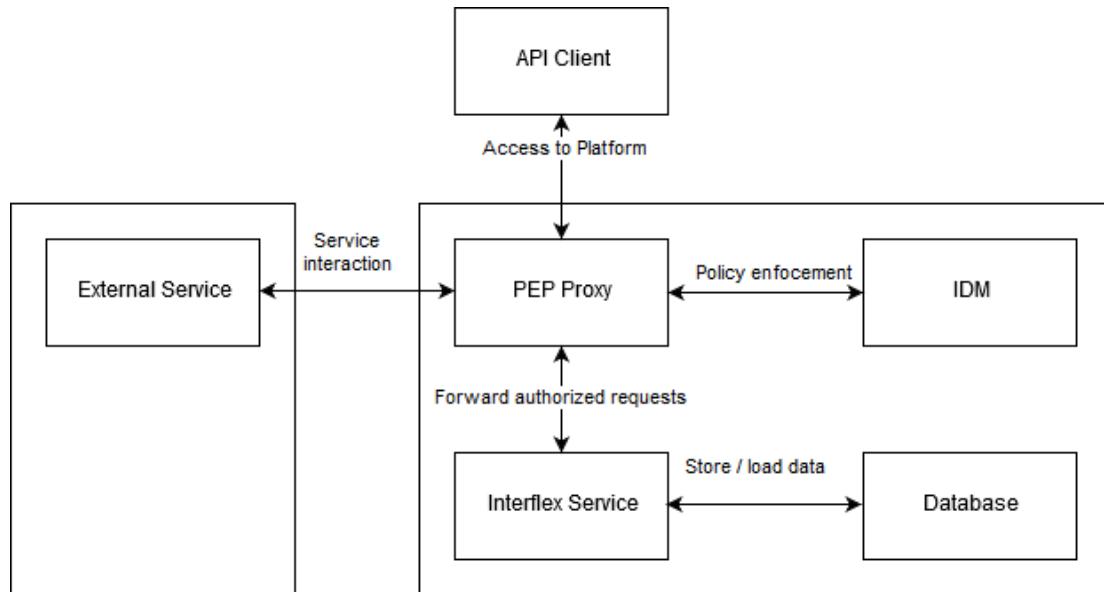 API Client
Access to Platform
Service
interaction
External Service
PEP Proxy
Policy enfocement
IDM
Forward authorized requests
Interflex Service
Store / load data
Database